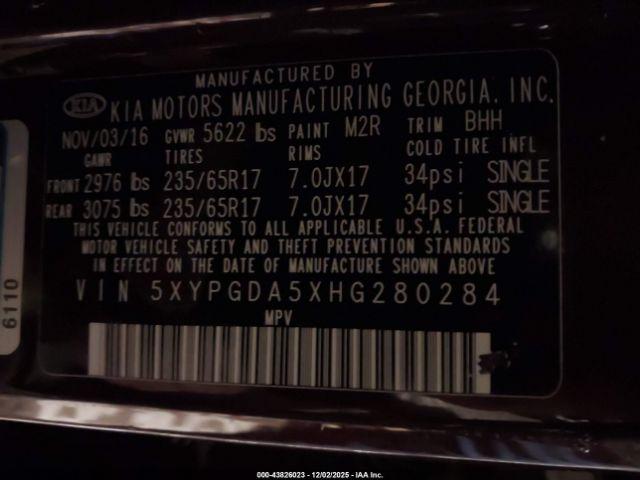 MANUFACTURED BY
KIA KIA MOTORS MANUFACTURING GEORGIA, INC.
NOV/03/16 GVWR 5622 lbs PAINT M2R TRIM BHH
GAWR TIRES RIMS COLD TIRE INFL
FRONT 2976 lbs 235/65R17 7.0JX17 34psi SINGLE
REAR 3075 lbs 235/65R17 7.0JX17 34psi SINGLE
THIS VEHICLE CONFORMS TO ALL APPLICABLE U.S.A. FEDERAL
MOTOR VEHICLE SAFETY AND THEFT PREVENTION STANDARDS
IN EFFECT ON THE DATE OF MANUFACTURE SHOWN ABOVE
VIN 5XYPGDA5XHG280284
MPV
6110
000-43826023 - 12/02/2025 - IAA Inc.